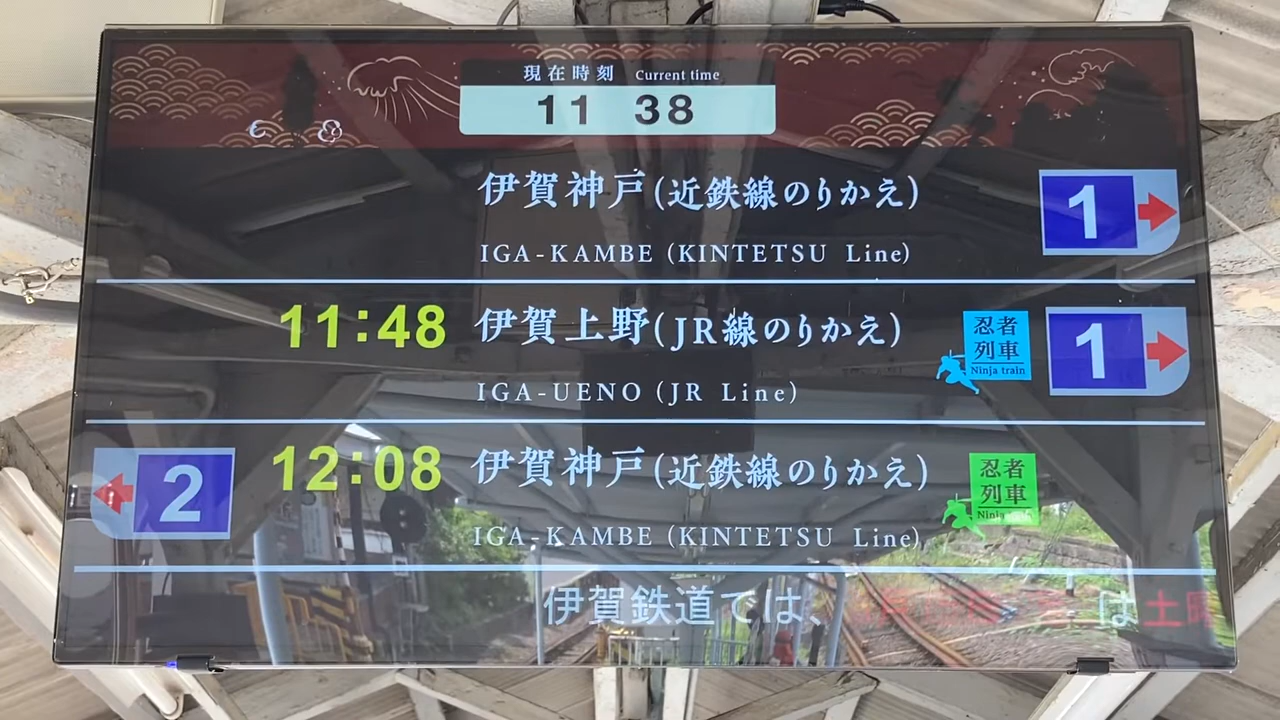 現在時刻 Current time
11 38
伊賀神戸(近鉄線のりかえ) 1
IGA-KAMBE (KINTETSU Line)
11:48 伊賀上野(JR線のりかえ) 忍者列車 Ninja train 1
IGA-UENO (JR Line)
2 12:08 伊賀神戸(近鉄線のりかえ) 忍者列車 Ninja
IGA-KAMBE (KINTETSU Line)
伊賀鉄道では、 は土